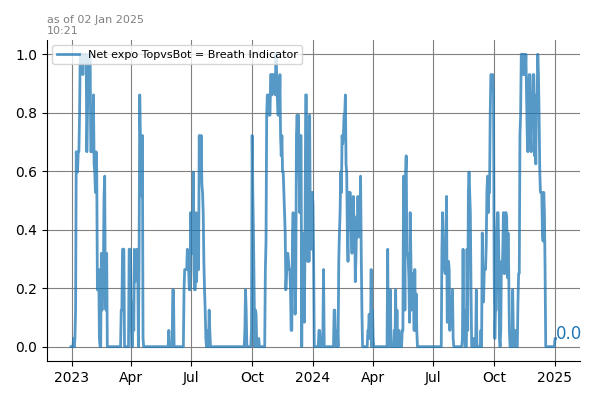 as of 02 Jan 2025
10:21
Net expo TopvsBot = Breath Indicator
1.0
0.8
0.6
0.4
0.2
0.0
0.0
2023 Apr Jul Oct 2024 Apr Jul Oct 2025